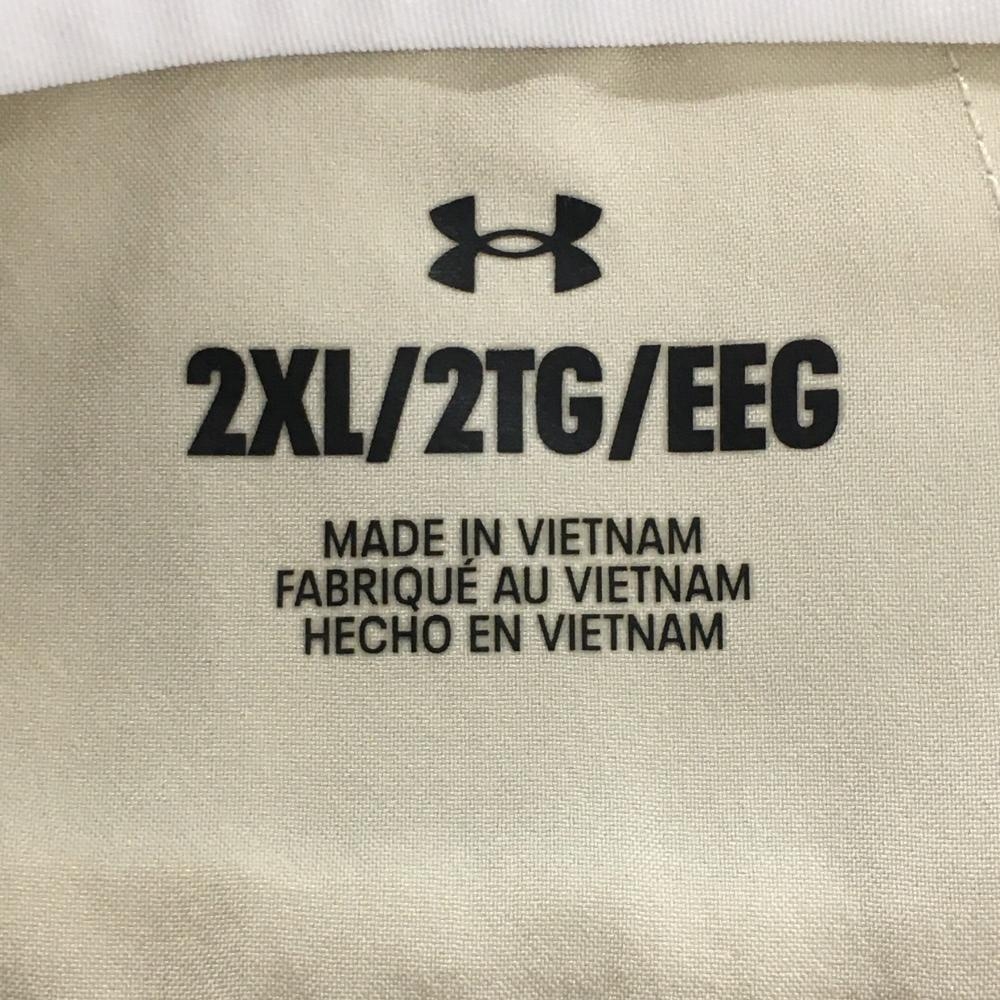 2XL/2TG/EEG
MADE IN VIETNAM
FABRIQUÉ AU VIETNAM
HECHO EN VIETNAM